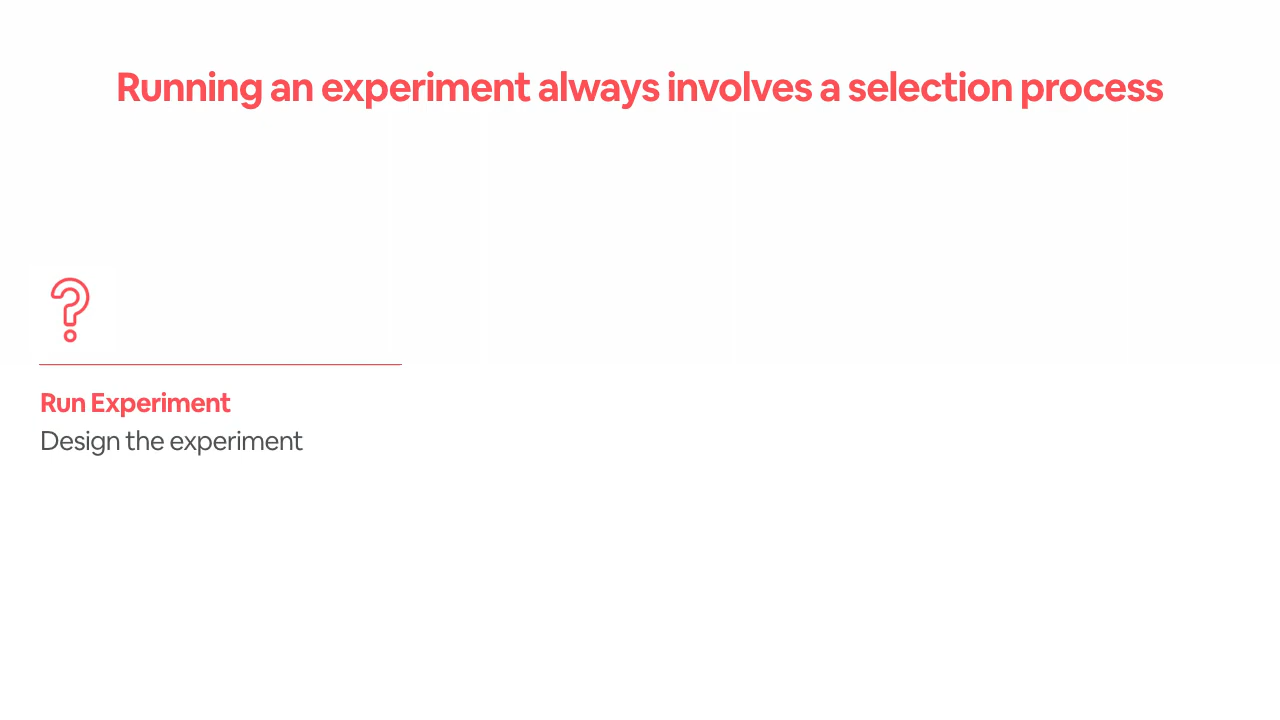 Running an experiment always involves a selection process
Run Experiment
Design the experiment